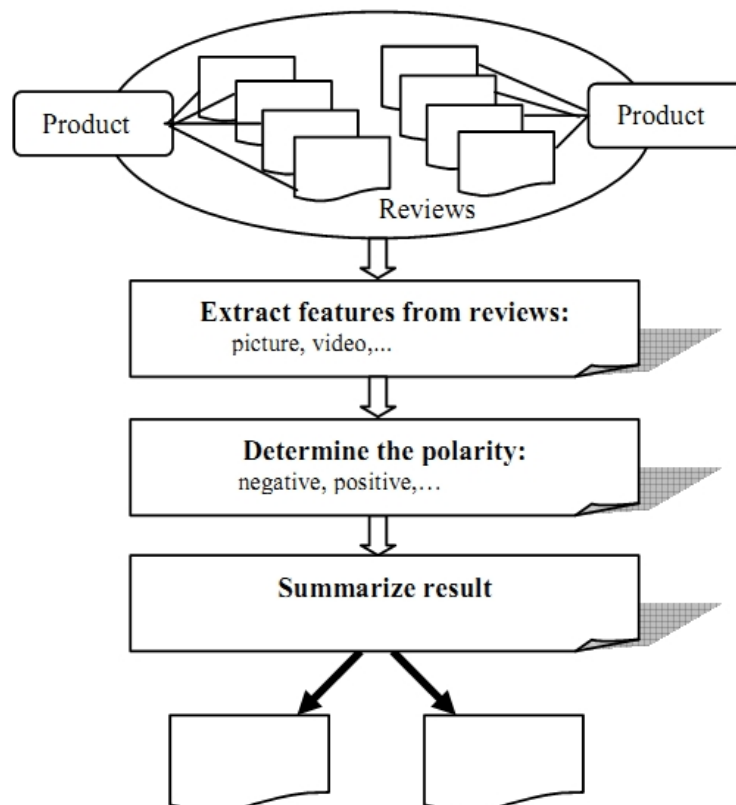 Product
Product
Reviews
Extract features from reviews:
picture, video,...
Determine the polarity:
negative, positive,…
Summarize result